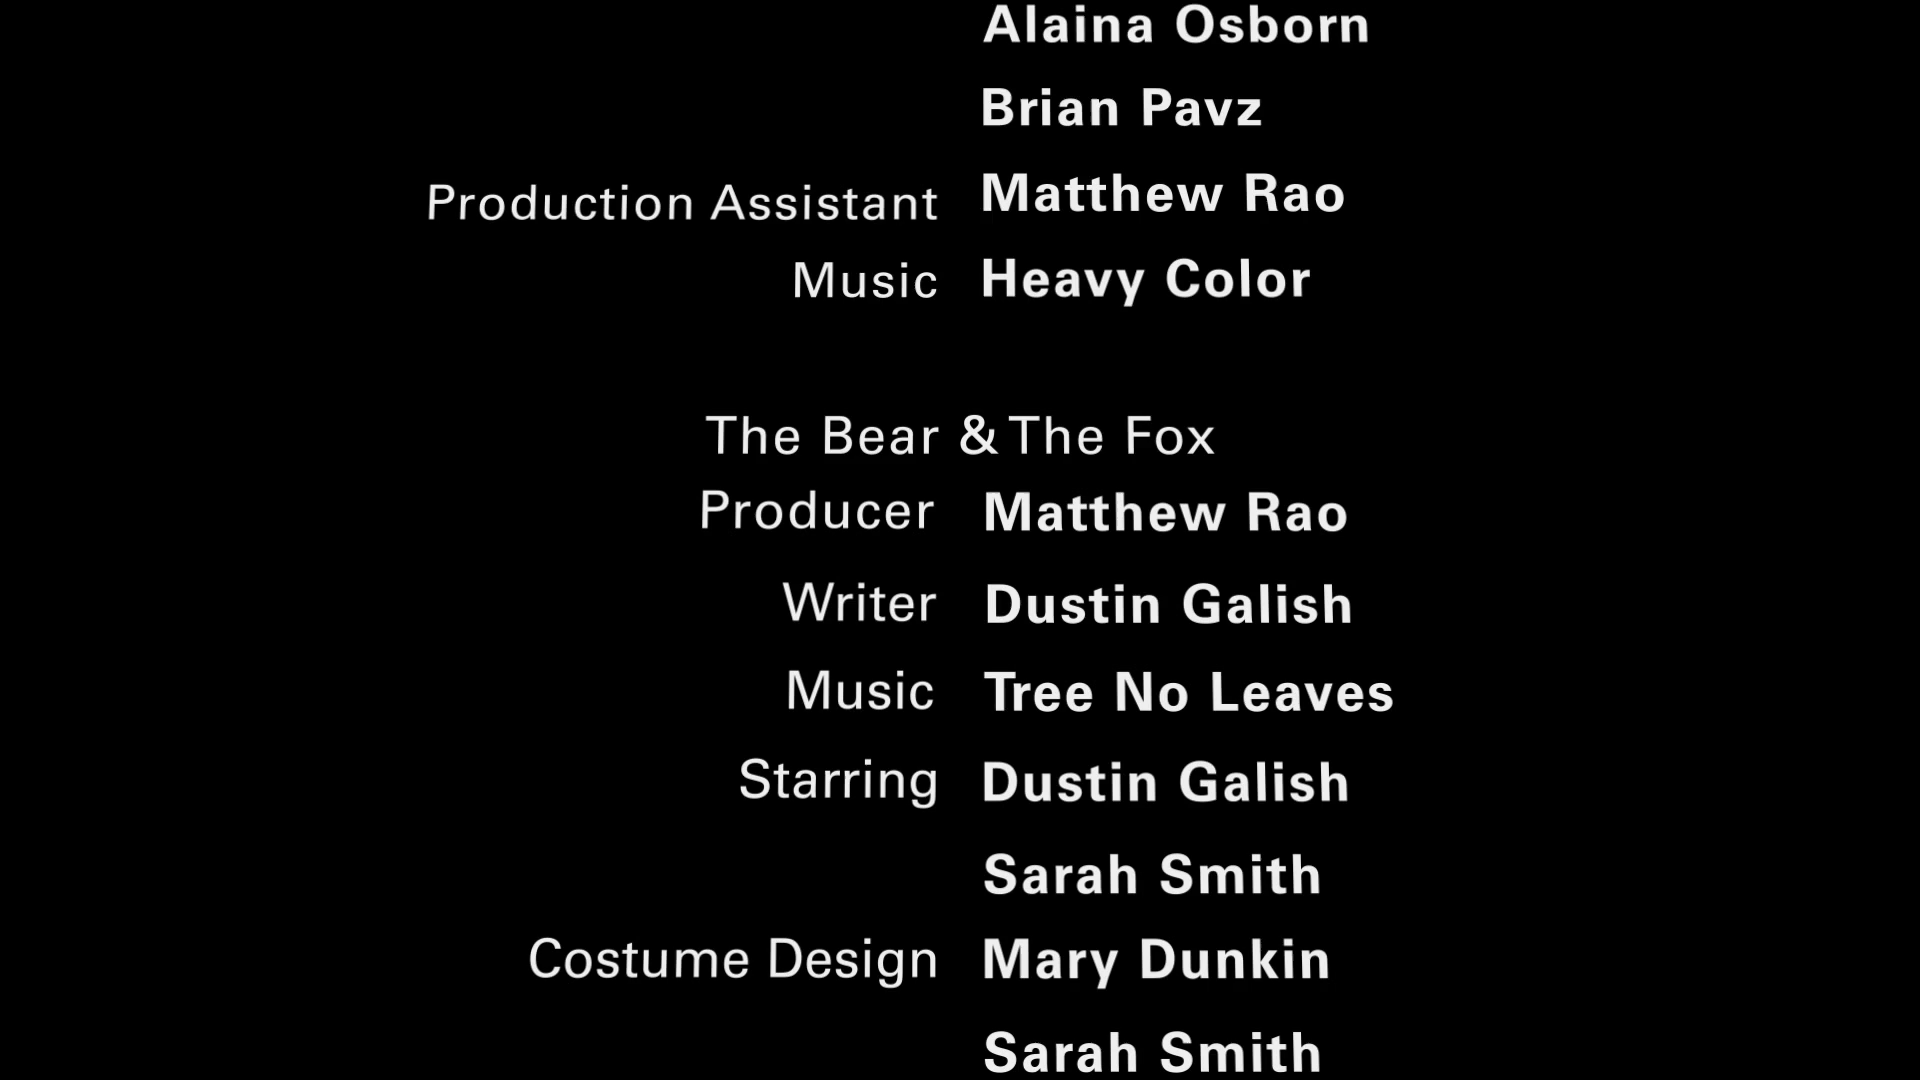 Alaina Osborn
Brian Pavz
Production Assistant Matthew Rao
Music Heavy Color
The Bear & The Fox
Producer Matthew Rao
Writer Dustin Galish
Music Tree No Leaves
Starring Dustin Galish
Sarah Smith
Costume Design Mary Dunkin
Sarah Smith